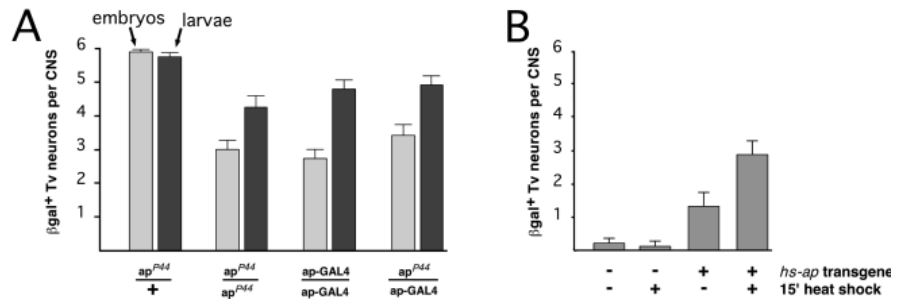 A
embryos larvae
βgal⁺ Tv neurons per CNS
6
5
4
3
2
1
apᴾ⁴⁴
+
apᴾ⁴⁴
apᴾ⁴⁴
ap-GAL4
ap-GAL4
apᴾ⁴⁴
ap-GAL4
B
βgal⁺ Tv neurons per CNS
6
5
4
3
2
1
- - + + hs-ap transgene
- + - + 15' heat shock